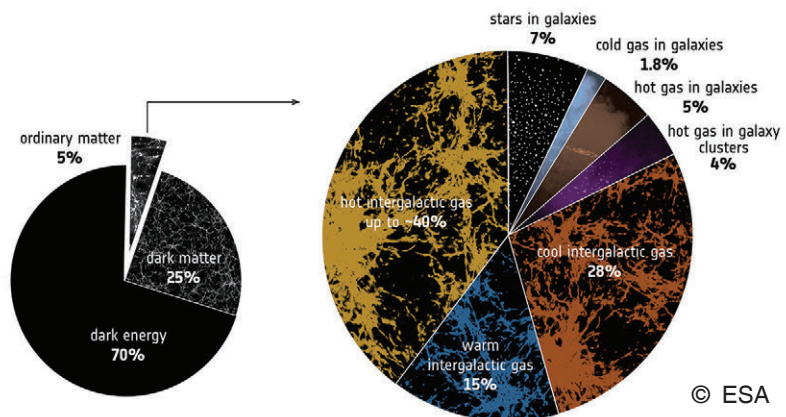 stars in galaxies
7%
cold gas in galaxies
1.8%
hot gas in galaxies
5%
hot gas in galaxy
clusters
4%
ordinary matter
5%
dark matter
25%
dark energy
70%
hot intergalactic gas
up to ~40%
cool intergalactic gas
28%
warm
intergalactic gas
15%
© ESA